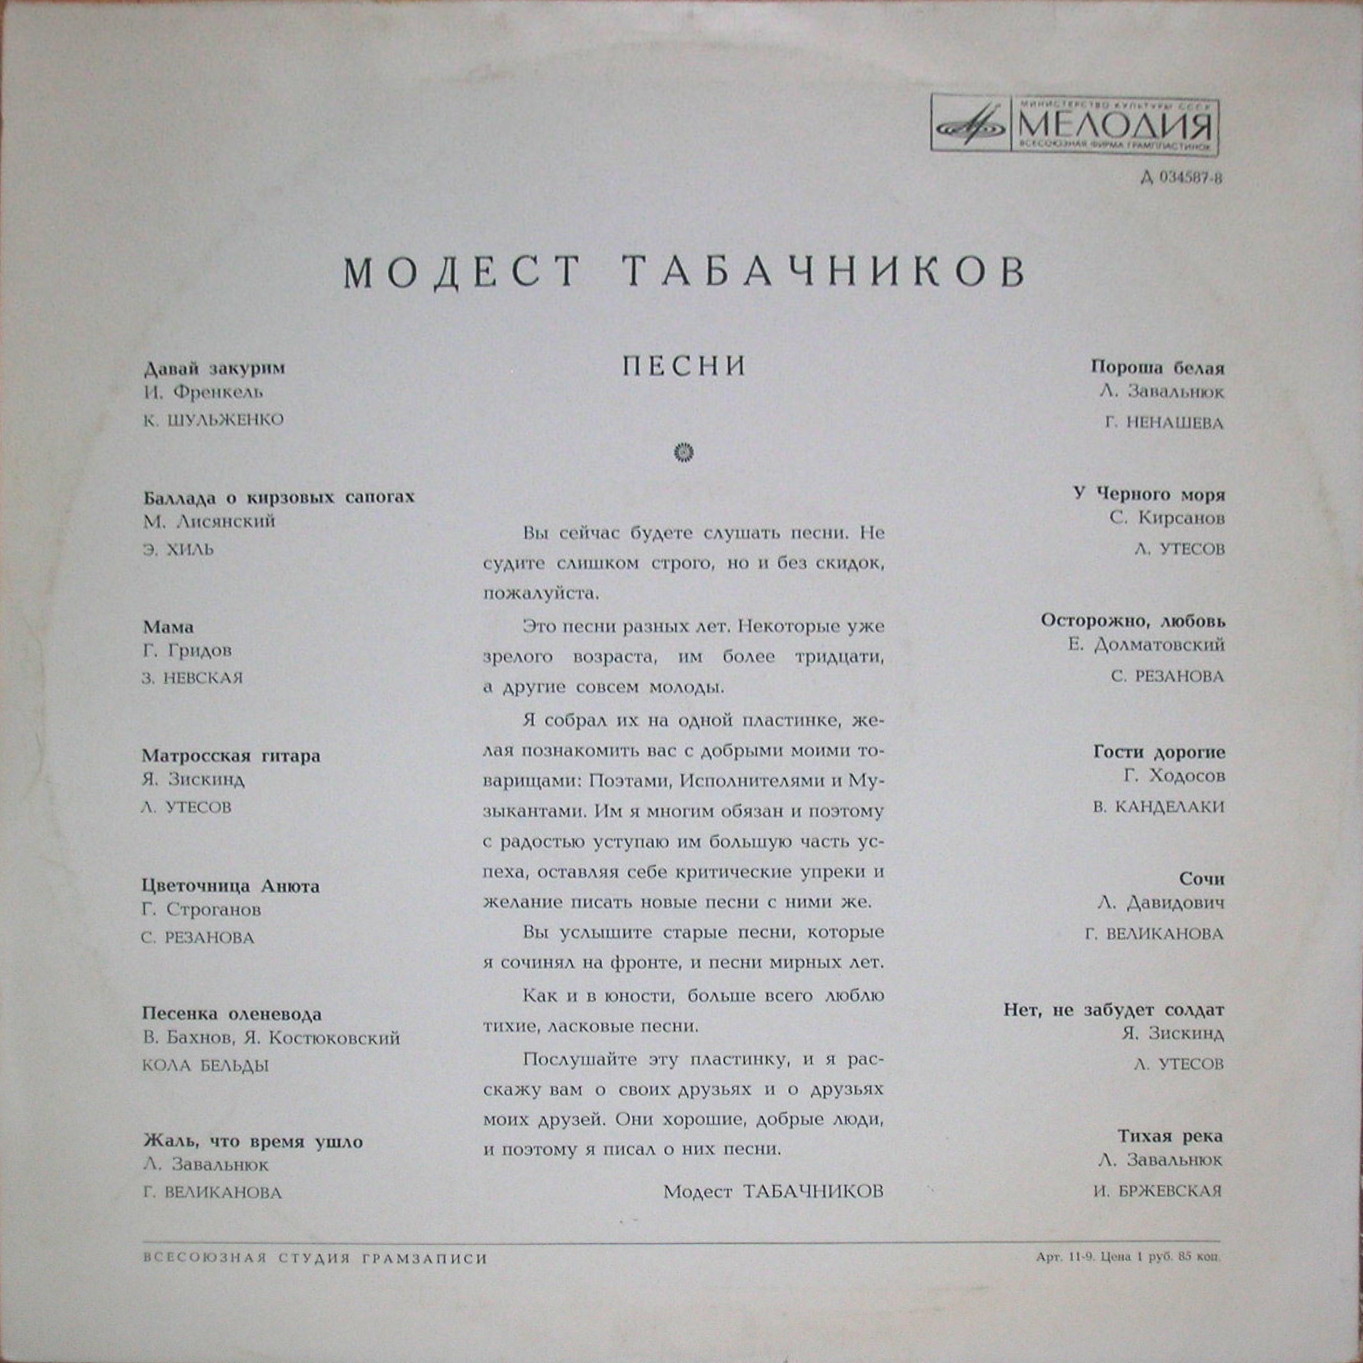 МИНИСТЕРСТВО КУЛЬТУРЫ СССР
МЕЛОДИЯ
ВСЕСОЮЗНАЯ ФИРМА ГРАМПЛАСТИНОК
Д 034587-8
МОДЕСТ ТАБАЧНИКОВ
ПЕСНИ
Давай закурим
И. Френкель
К. ШУЛЬЖЕНКО
Баллада о кирзовых сапогах
М. Лисянский
Э. ХИЛЬ
Мама
Г. Гридов
З. НЕВСКАЯ
Матросская гитара
Я. Зискинд
Л. УТЕСОВ
Цветочница Анюта
Г. Строганов
С. РЕЗАНОВА
Песенка оленевода
В. Бахнов, Я. Костюковский
КОЛА БЕЛЬДЫ
Жаль, что время ушло
Л. Завальнюк
Г. ВЕЛИКАНОВА
Вы сейчас будете слушать песни. Не
судите слишком строго, но и без скидок,
пожалуйста.
Это песни разных лет. Некоторые уже
зрелого возраста, им более тридцати,
а другие совсем молоды.
Я собрал их на одной пластинке, же-
лая познакомить вас с добрыми моими то-
варищами: Поэтами, Исполнителями и Му-
зыкантами. Им я многим обязан и поэтому
с радостью уступаю им большую часть ус-
пеха, оставляя себе критические упреки и
желание писать новые песни с ними же.
Вы услышите старые песни, которые
я сочинял на фронте, и песни мирных лет.
Как и в юности, больше всего люблю
тихие, ласковые песни.
Послушайте эту пластинку, и я рас-
скажу вам о своих друзьях и о друзьях
моих друзей. Они хорошие, добрые люди,
и поэтому я писал о них песни.
Модест ТАБАЧНИКОВ
Пороша белая
Л. Завальнюк
Г. НЕНАШЕВА
У Черного моря
С. Кирсанов
Л. УТЕСОВ
Осторожно, любовь
Е. Долматовский
С. РЕЗАНОВА
Гости дорогие
Г. Ходосов
В. КАНДЕЛАКИ
Сочи
Л. Давидович
Г. ВЕЛИКАНОВА
Нет, не забудет солдат
Я. Зискинд
Л. УТЕСОВ
Тихая река
Л. Завальнюк
И. БРЖЕВСКАЯ
ВСЕСОЮЗНАЯ СТУДИЯ ГРАМЗАПИСИ
Арт. 11-9. Цена 1 руб. 85 коп.